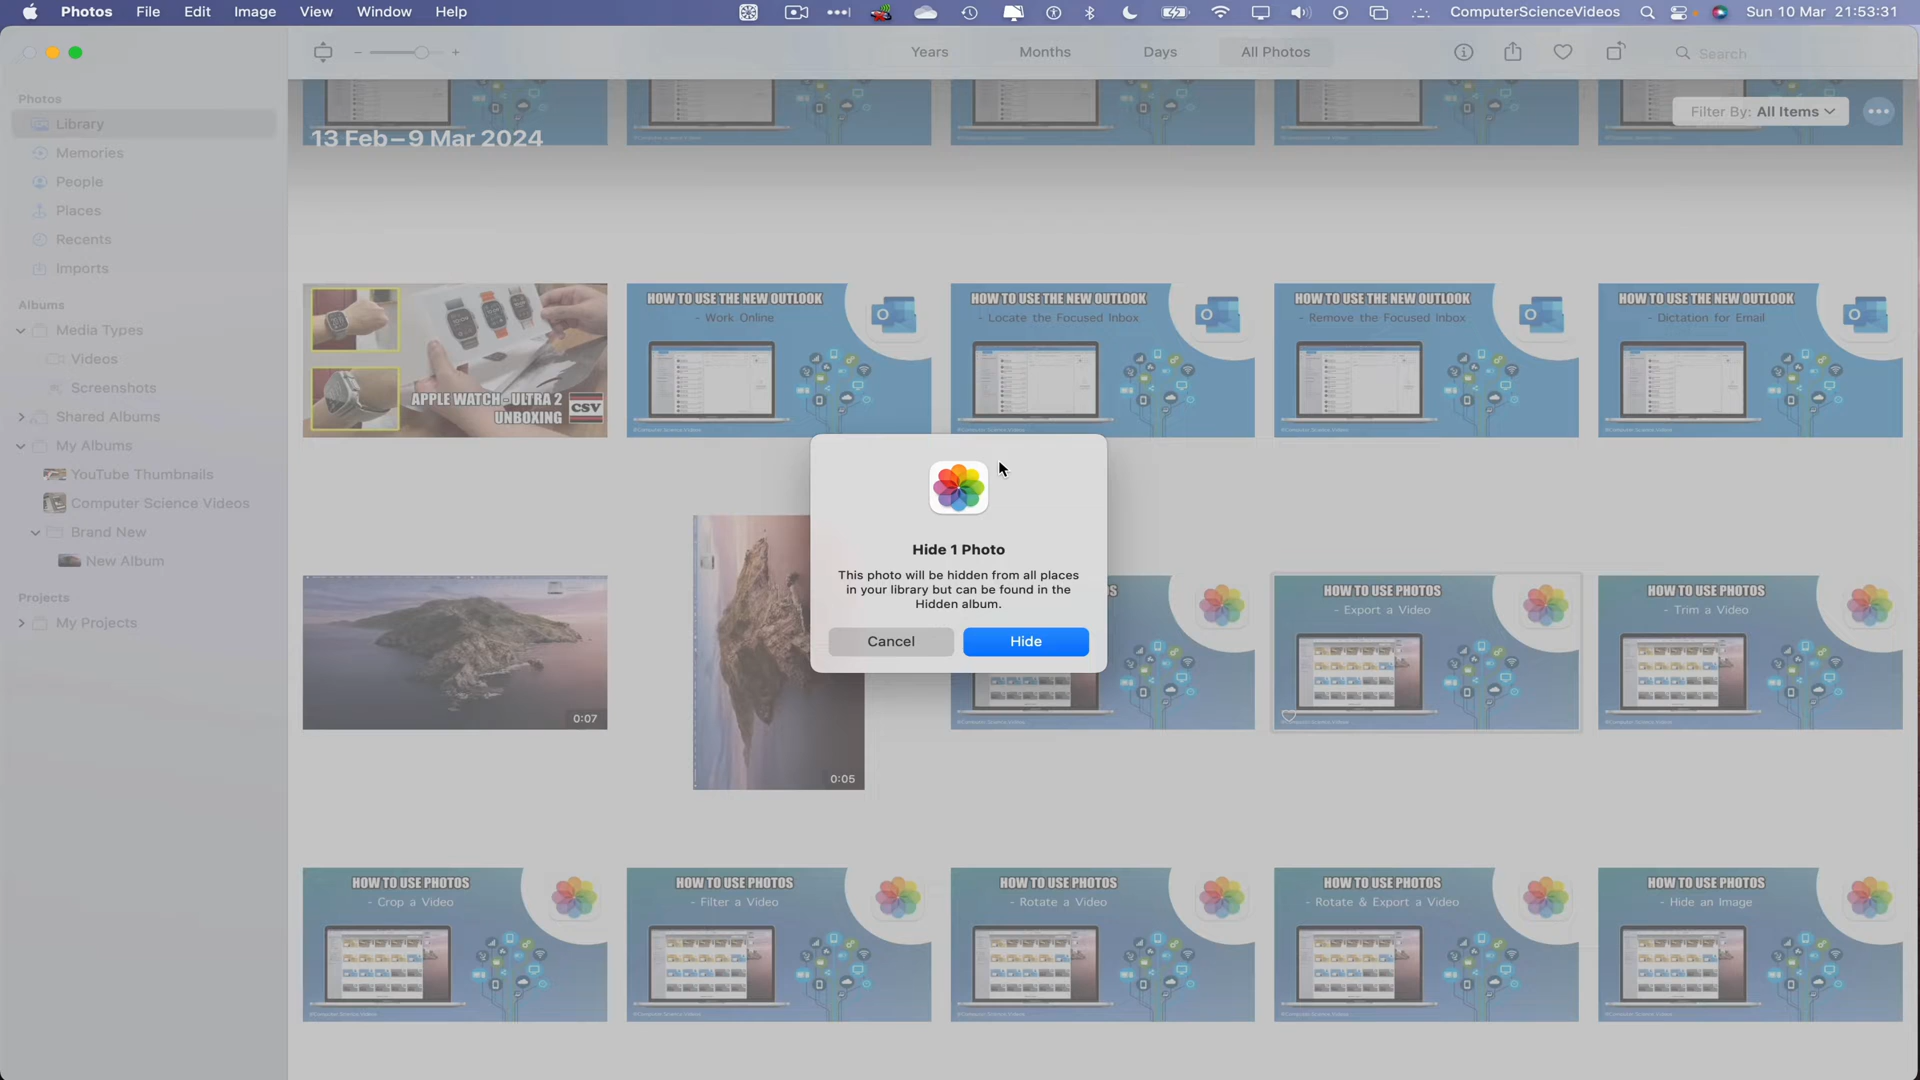 Photos File Edit Image View Window Help
ComputerScienceVideos Sun 10 Mar 21:53:31
Years Months Days All Photos
Search
Photos
Library
Memories
People
Places
Recents
Imports
Albums
Media Types
Videos
Screenshots
Shared Albums
My Albums
YouTube Thumbnails
Computer Science Videos
Brand New
New Album
Projects
My Projects
13 Feb – 9 Mar 2024
Filter By: All Items
APPLE WATCH ULTRA 2
UNBOXING
CSV
HOW TO USE THE NEW OUTLOOK
- Work Online
HOW TO USE THE NEW OUTLOOK
- Locate the Focused Inbox
HOW TO USE THE NEW OUTLOOK
- Remove the Focused Inbox
HOW TO USE THE NEW OUTLOOK
- Dictation for Email
0:07
0:05
Hide 1 Photo
This photo will be hidden from all places
in your library but can be found in the
Hidden album.
Cancel
Hide
HOW TO USE PHOTOS
- Export a Video
HOW TO USE PHOTOS
- Trim a Video
HOW TO USE PHOTOS
- Crop a Video
HOW TO USE PHOTOS
- Filter a Video
HOW TO USE PHOTOS
- Rotate a Video
HOW TO USE PHOTOS
- Rotate & Export a Video
HOW TO USE PHOTOS
- Hide an Image